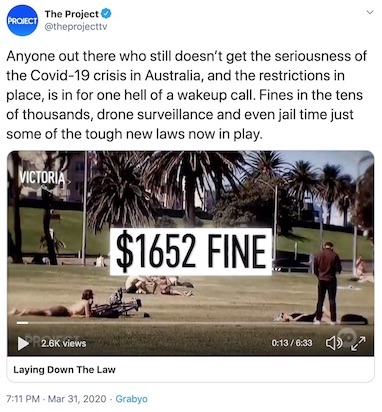 PROJECT
The Project
@theprojecttv
Anyone out there who still doesn't get the seriousness of
the Covid-19 crisis in Australia, and the restrictions in
place, is in for one hell of a wakeup call. Fines in the tens
of thousands, drone surveillance and even jail time just
some of the tough new laws now in play.
VICTORIA
$1652 FINE
2.6K views
0:13 / 6:33
Laying Down The Law
7:11 PM · Mar 31, 2020 · Grabyo